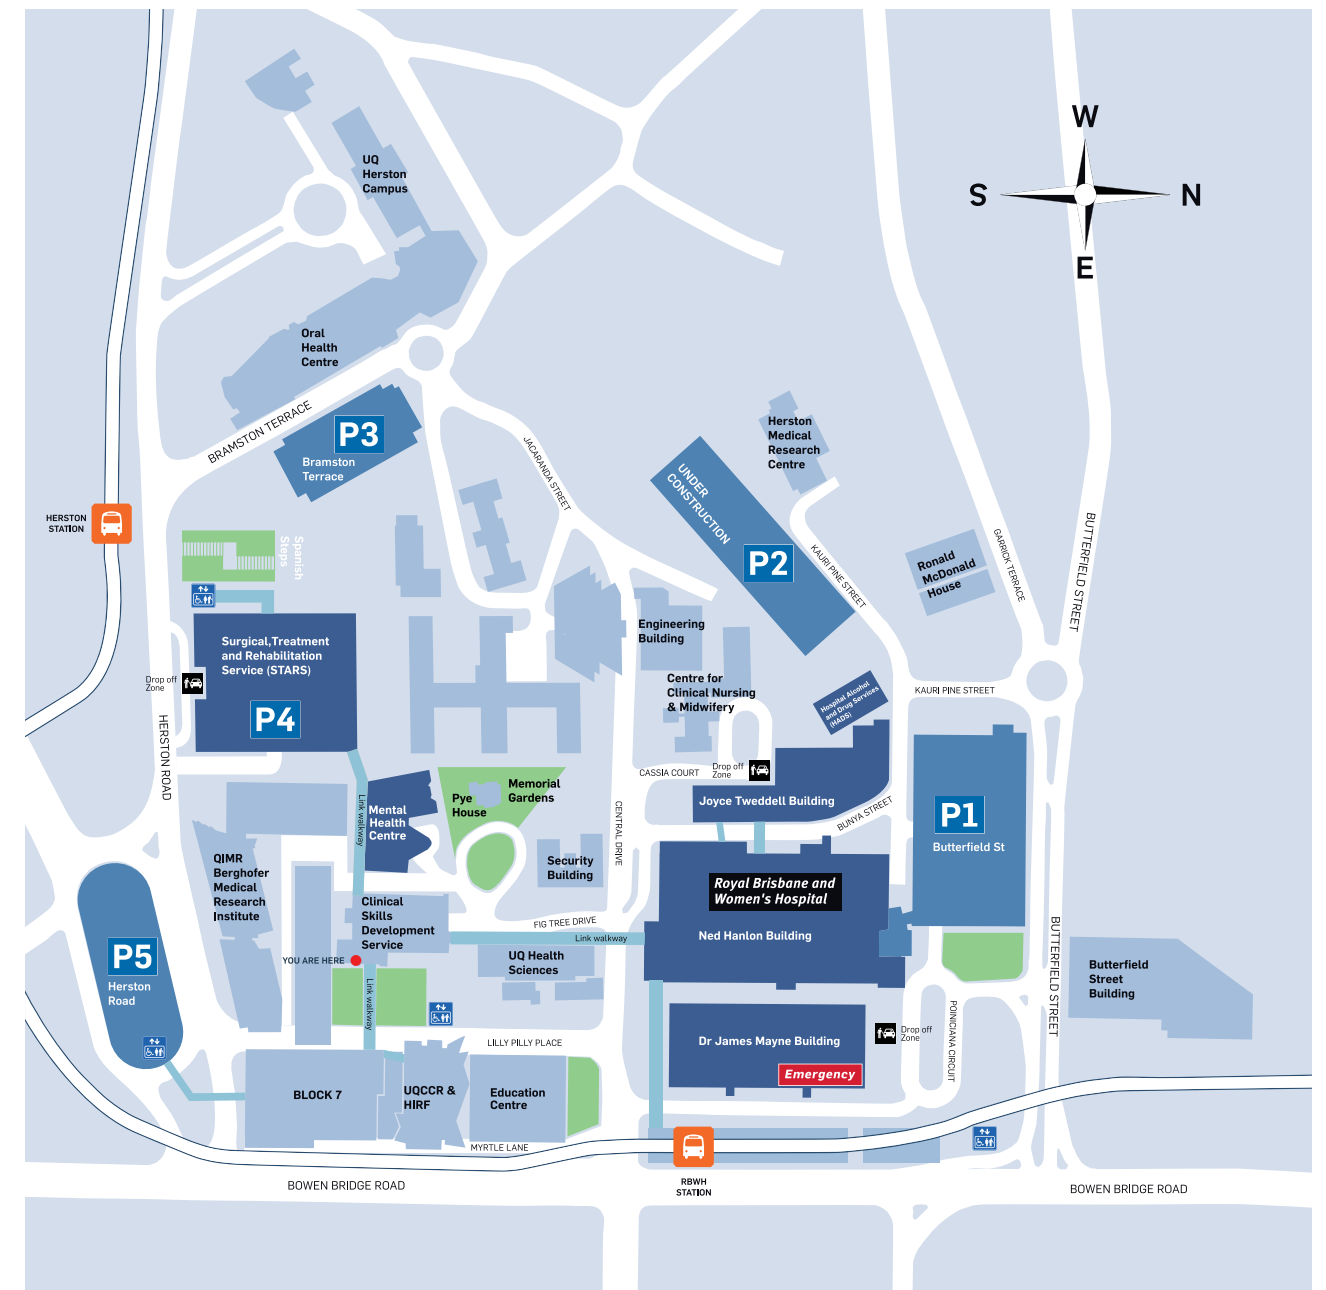 W
S
N
E
UQ
Herston
Campus
Oral
Health
Centre
BRAMSTON TERRACE
P3
Bramston
Terrace
JACARANDA STREET
Herston
Medical
Research
Centre
UNDER
CONSTRUCTION
P2
KAURI PINE STREET
Ronald
McDonald
House
GARRICK TERRACE
BUTTERFIELD STREET
HERSTON
STATION
Spanish
Steps
Surgical,Treatment
and Rehabilitation
Service (STARS)
P4
Drop off
Zone
HERSTON ROAD
Engineering
Building
Centre for
Clinical Nursing
& Midwifery
Hospital Alcohol
and Drug Services
(HADS)
KAURI PINE STREET
CASSIA COURT
Drop off
Zone
Joyce Tweddell Building
BUNYA STREET
P1
Butterfield St
Link walkway
Mental
Health
Centre
Pye
House
Memorial
Gardens
CENTRAL DRIVE
Security
Building
QIMR
Berghofer
Medical
Research
Institute
Royal Brisbane and
Women's Hospital
Ned Hanlon Building
Clinical
Skills
Development
Service
FIG TREE DRIVE
Link walkway
YOU ARE HERE
UQ Health
Sciences
P5
Herston
Road
Link walkway
BUTTERFIELD STREET
Butterfield
Street
Building
LILLY PILLY PLACE
Dr James Mayne Building
Emergency
Drop off
Zone
POINCIANA CIRCUIT
BLOCK 7
UQCCR &
HIRF
Education
Centre
MYRTLE LANE
RBWH
STATION
BOWEN BRIDGE ROAD
BOWEN BRIDGE ROAD